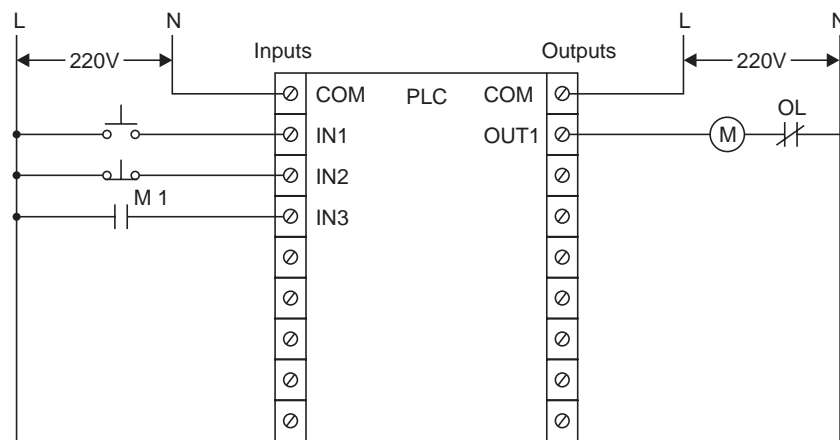 L N L N
220V Inputs Outputs 220V
COM PLC COM
OL
IN1 OUT1 M
IN2
M 1
IN3